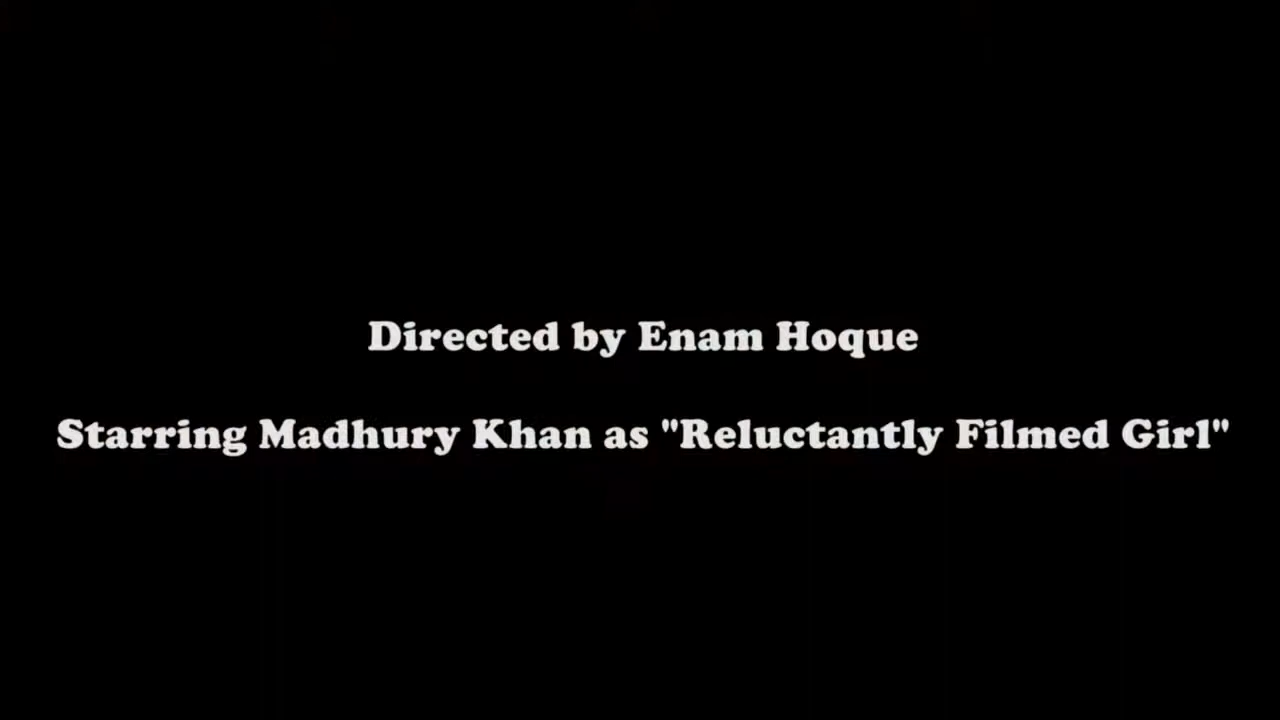 Directed by Enam Hoque
Starring Madhury Khan as "Reluctantly Filmed Girl"